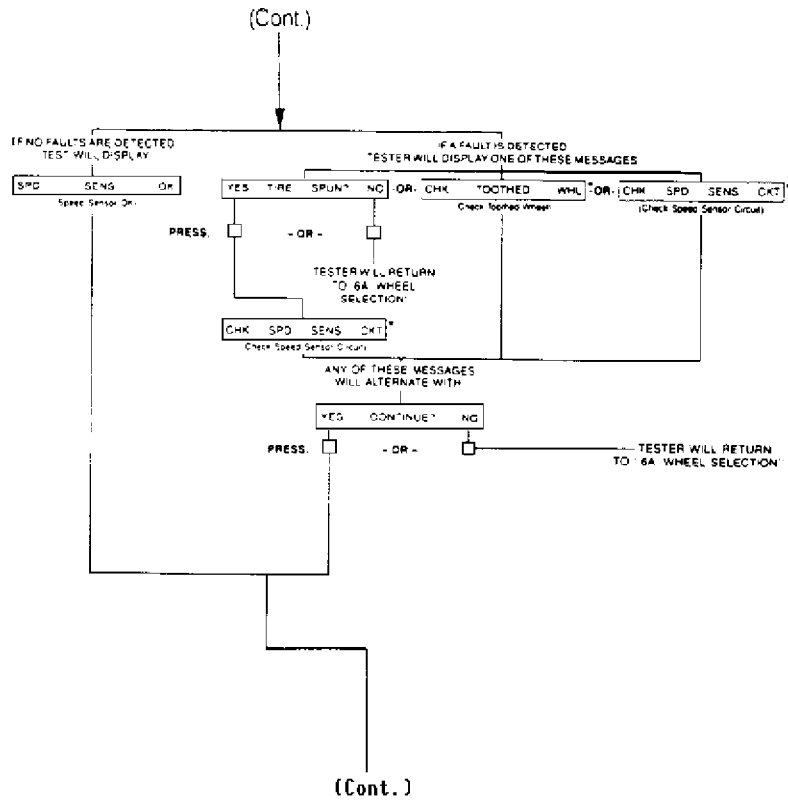 (Cont.)
IF NO FAULTS ARE DETECTED
TEST WILL DISPLAY
IF A FAULT IS DETECTED
TESTER WILL DISPLAY ONE OF THESE MESSAGES
SPD SENS OK
Speed Sensor OK
YES TIRE SPUN? NO -OR- CHK TOOTHED WHL * -OR- CHK SPD SENS CKT *
Check Toothed Wheel
(Check Speed Sensor Circuit)
PRESS. - OR -
TESTER WILL RETURN
TO "6A. WHEEL
SELECTION"
CHK SPD SENS CKT *
Check Speed Sensor Circuit
ANY OF THESE MESSAGES
WILL ALTERNATE WITH
YES CONTINUE? NO
PRESS. - OR -
TESTER WILL RETURN
TO "6A. WHEEL SELECTION"
(Cont.)